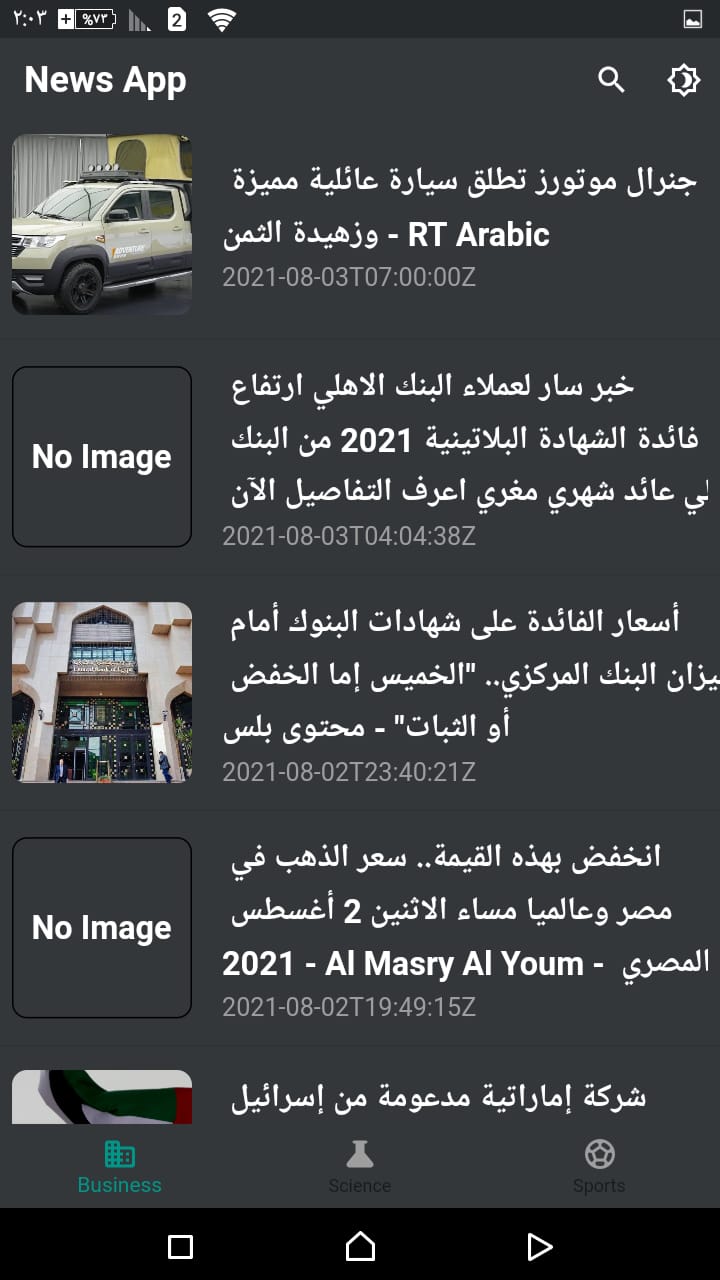 ٢:٠٣
%٧٣
2
News App
جنرال موتورز تطلق سيارة عائلية مميزة
وزهيدة الثمن - RT Arabic
2021-08-03T07:00:00Z
ADVENTURE
No Image
خبر سار لعملاء البنك الاهلي ارتفاع
فائدة الشهادة البلاتينية 2021 من البنك
لي عائد شهري مغري اعرف التفاصيل الآن
2021-08-03T04:04:38Z
أسعار الفائدة على شهادات البنوك أمام
يزان البنك المركزي.. "الخميس إما الخفض
أو الثبات" - محتوى بلس
2021-08-02T23:40:21Z
No Image
انخفض بهذه القيمة.. سعر الذهب في
مصر وعالميا مساء الاثنين 2 أغسطس
2021 - Al Masry Al Youm - المصري
2021-08-02T19:49:15Z
شركة إماراتية مدعومة من إسرائيل
Business
Science
Sports